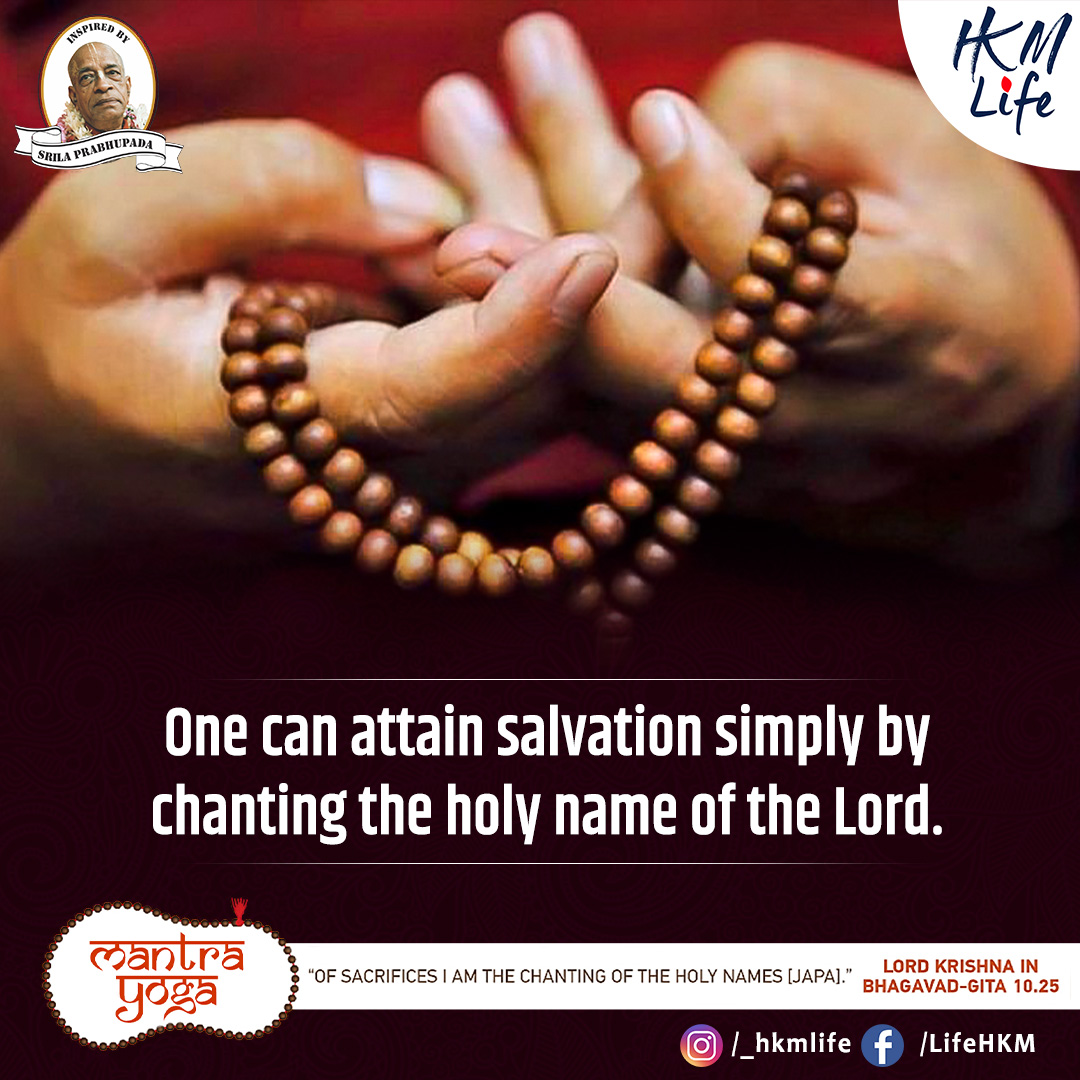 INSPIRED BY
SRILA PRABHUPADA
HKM
Life
One can attain salvation simply by
chanting the holy name of the Lord.
mantra
yoga
“OF SACRIFICES I AM THE CHANTING OF THE HOLY NAMES [JAPA].”
LORD KRISHNA IN
BHAGAVAD-GITA 10.25
/_hkmlife
/LifeHKM